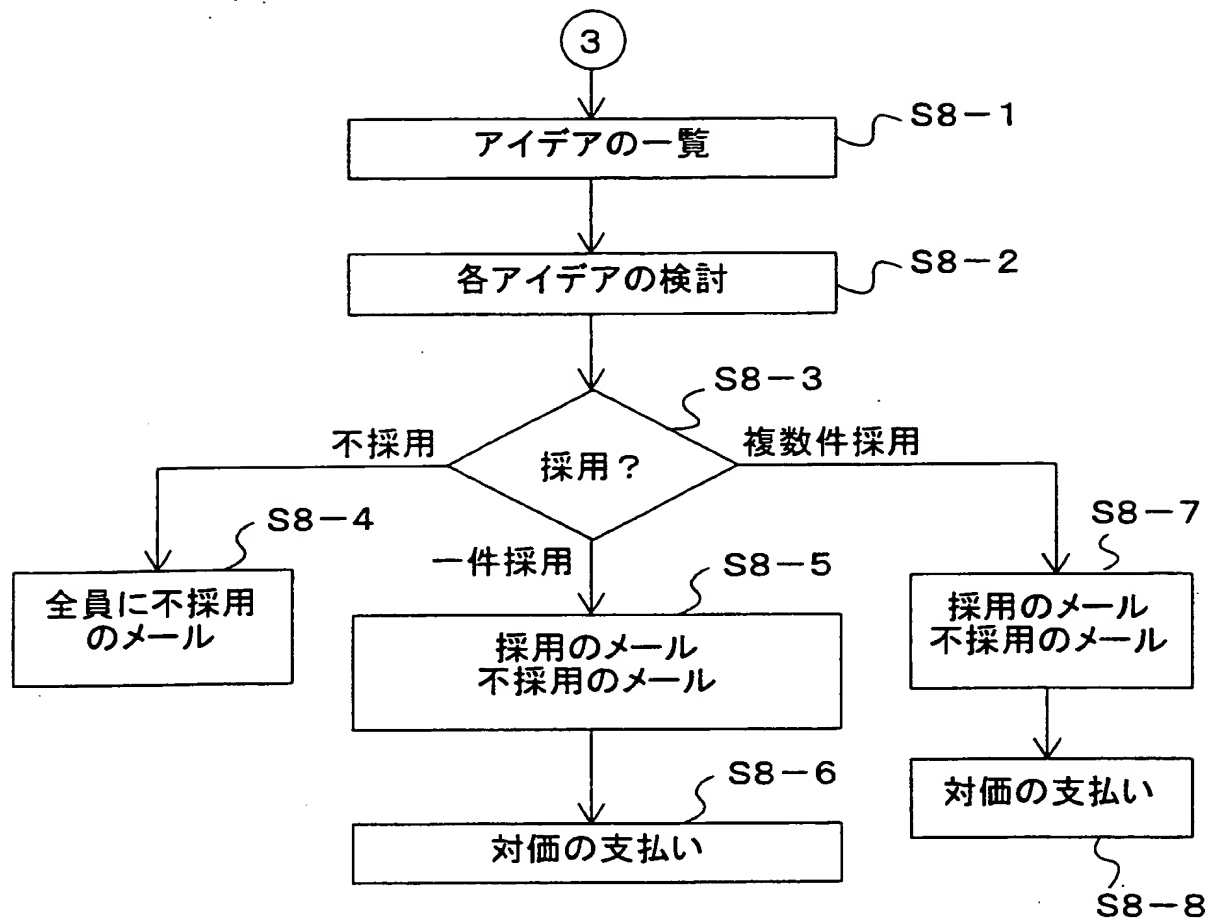 3
S8-1
アイデアの一覧
S8-2
各アイデアの検討
S8-3
不採用
複数件採用
採用?
S8-4
S8-7
一件採用
S8-5
全員に不採用
のメール
採用のメール
不採用のメール
採用のメール
不採用のメール
S8-6
対価の支払い
対価の支払い
S8-8